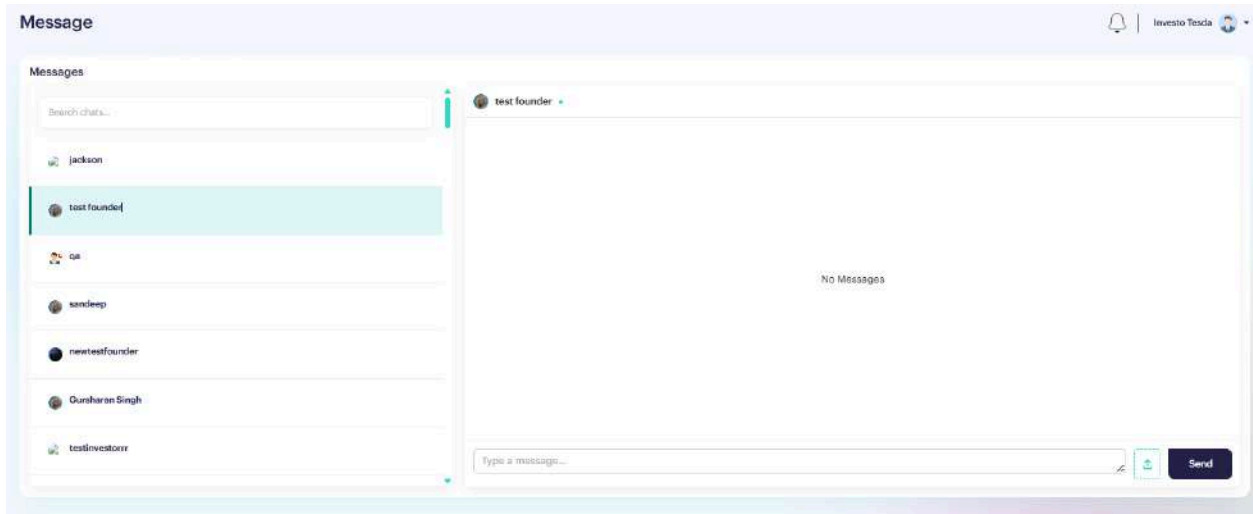 Message
Investo Tesda
Messages
Search chats...
jackson
test founder
QA
sandeep
newtestfounder
Gursharan Singh
testinvestorrr
test founder
No Messages
Type a message...
Send